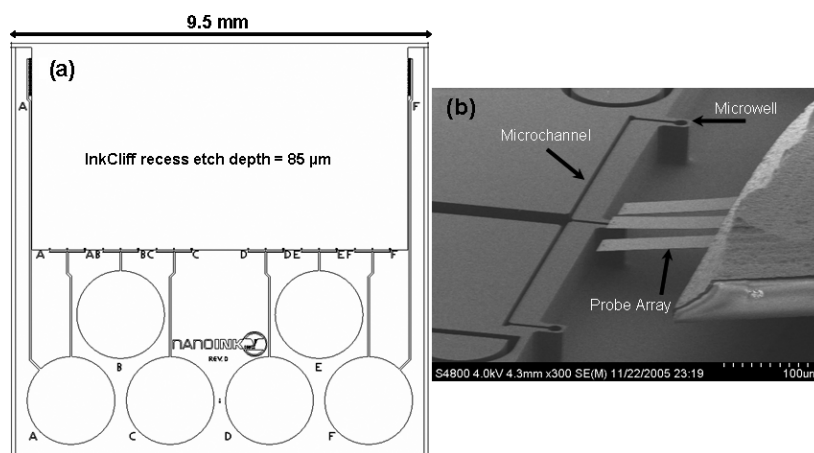 9.5 mm
(a)
A
F
InkCliff recess etch depth = 85 µm
A AB BC C D DE EF F
B
E
NANOINK
REV. D
A
C
D
F
(b)
Microwell
Microchannel
Probe Array
S4800 4.0kV 4.3mm x300 SE(M) 11/22/2005 23:19
100um